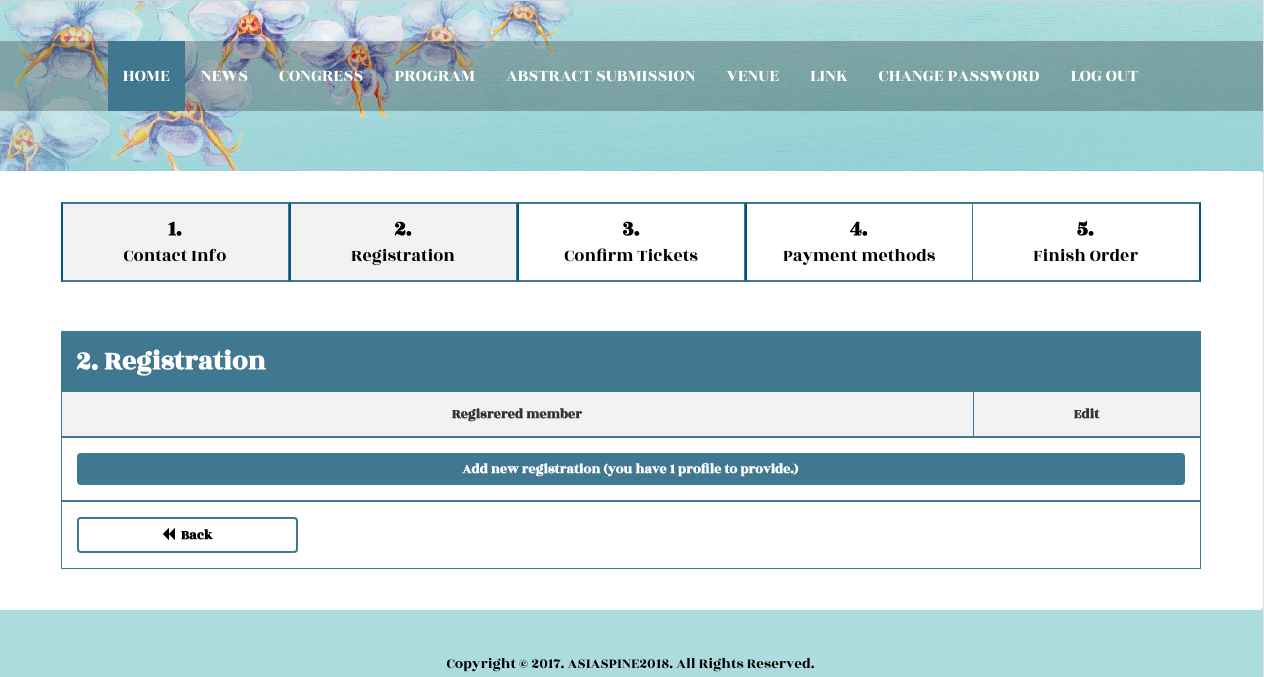 HOME NEWS CONGRESS PROGRAM ABSTRACT SUBMISSION VENUE LINK CHANGE PASSWORD LOG OUT
1. 2. 3. 4. 5.
Contact Info Registration Confirm Tickets Payment methods Finish Order
2. Registration
Regisrered member Edit
Add new registration (you have 1 profile to provide.)
Back
Copyright © 2017. ASIASPINE2018. All Rights Reserved.